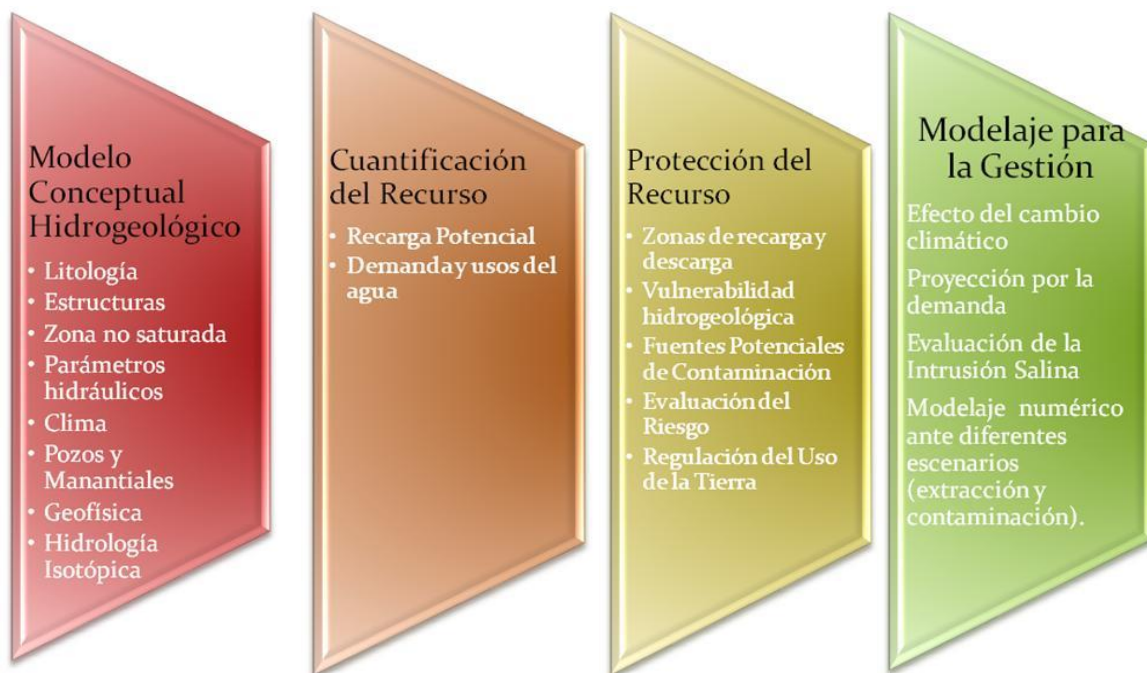 Modelo
Conceptual
Hidrogeológico
• Litología
• Estructuras
• Zona no saturada
• Parámetros
hidráulicos
• Clima
• Pozos y
Manantiales
• Geofísica
• Hidrología
Isotópica
Cuantificación
del Recurso
• Recarga Potencial
• Demanda y usos del
agua
Protección del
Recurso
• Zonas de recarga y
descarga
• Vulnerabilidad
hidrogeológica
• Fuentes Potenciales
de Contaminación
• Evaluación del
Riesgo
• Regulación del Uso
de la Tierra
Modelaje para
la Gestión
Efecto del cambio
climático
Proyección por la
demanda
Evaluación de la
Intrusión Salina
Modelaje numérico
ante diferentes
escenarios
(extracción y
contaminación).